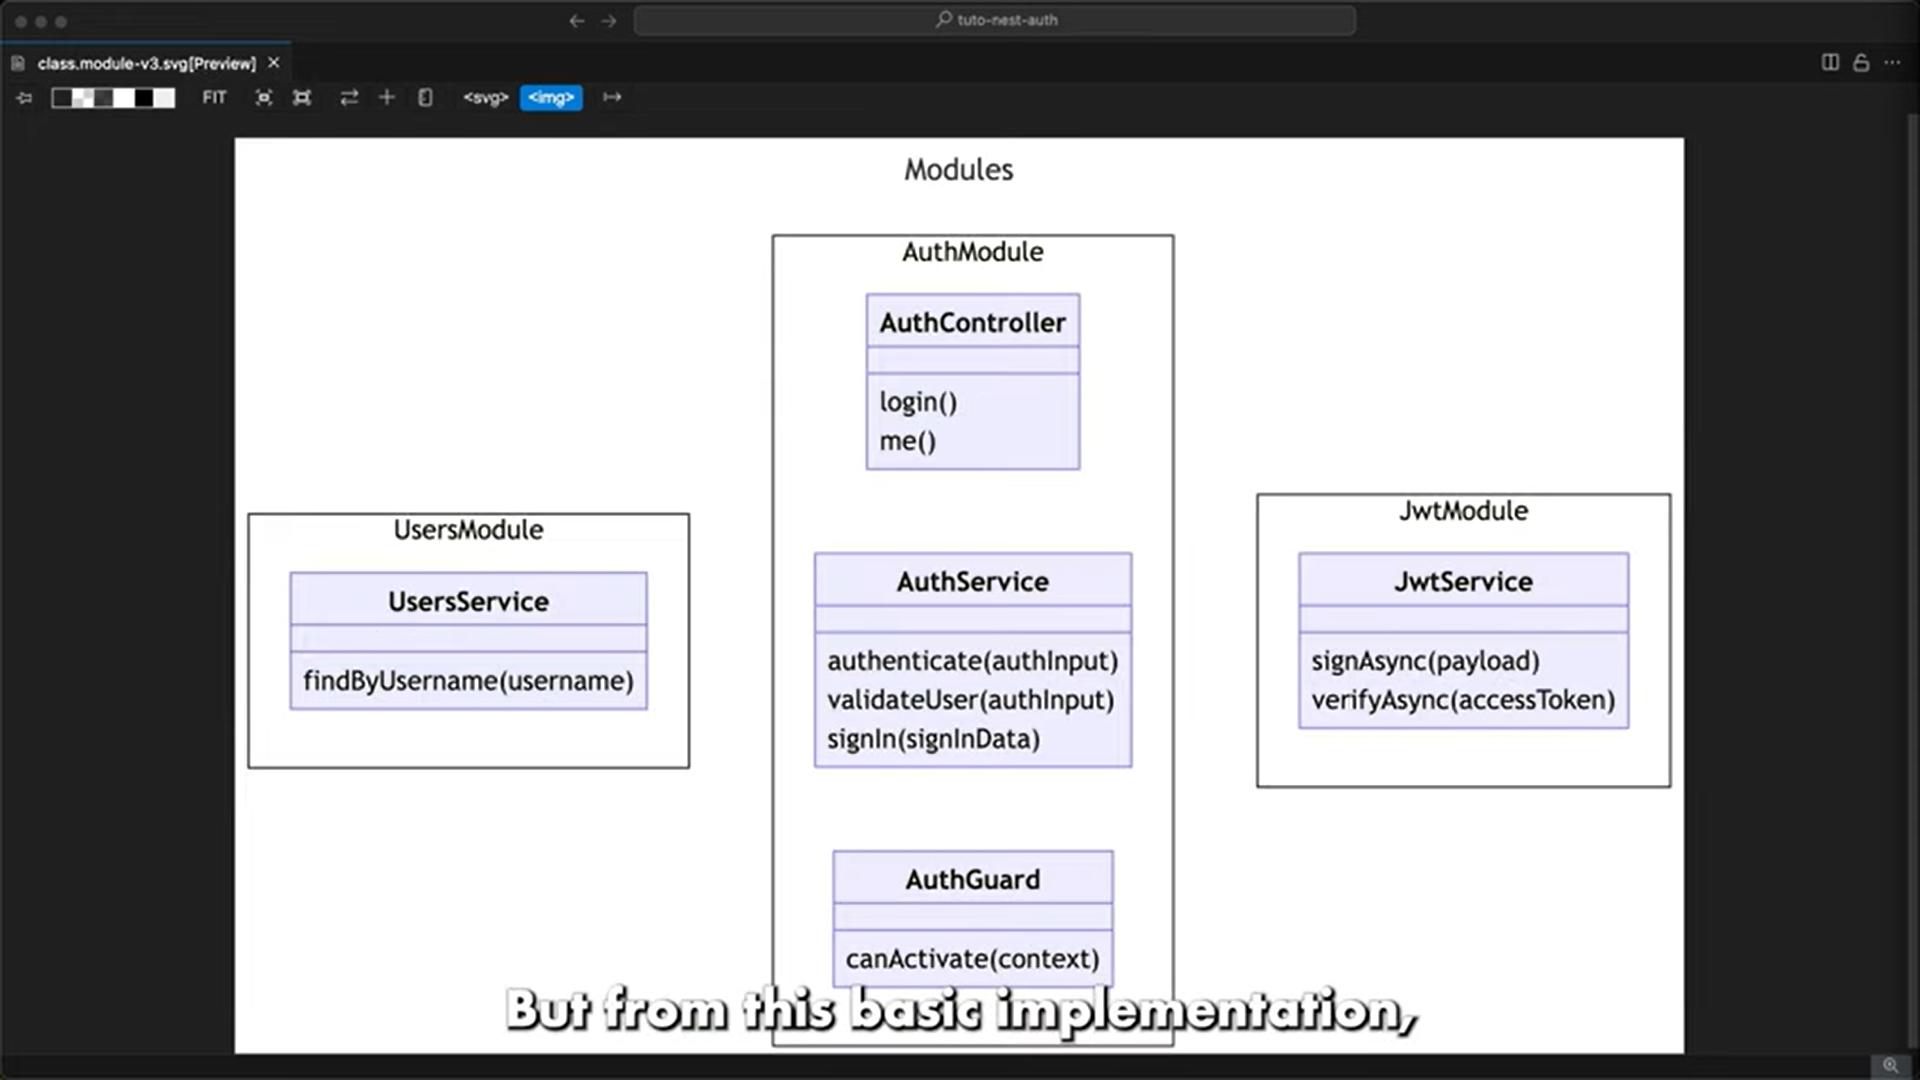 tuto-nest-auth
class.module-v3.svg[Preview]
FIT
<svg>
<img>
Modules
AuthModule
AuthController
login()
me()
UsersModule
UsersService
findByUsername(username)
AuthService
authenticate(authInput)
validateUser(authInput)
signIn(signInData)
JwtModule
JwtService
signAsync(payload)
verifyAsync(accessToken)
AuthGuard
canActivate(context)
But from this basic implementation,